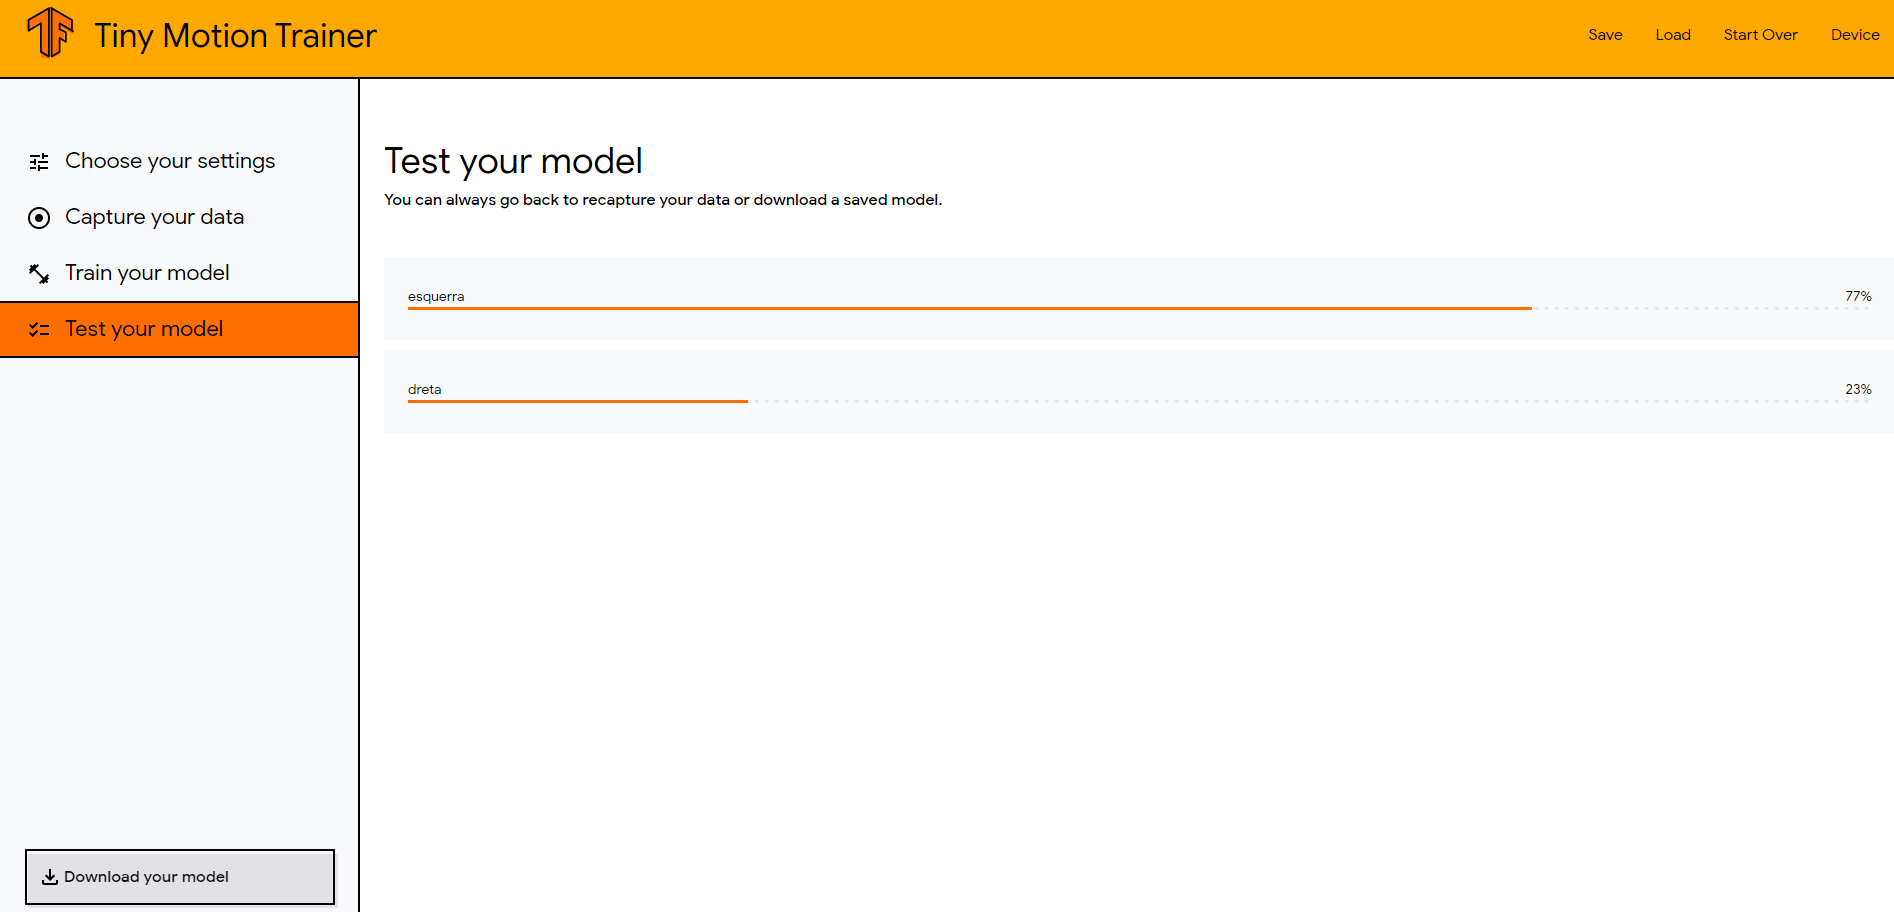 Tiny Motion Trainer
Save Load Start Over Device
Choose your settings
Capture your data
Train your model
Test your model
Download your model
Test your model
You can always go back to recapture your data or download a saved model.
esquerra 77%
dreta 23%